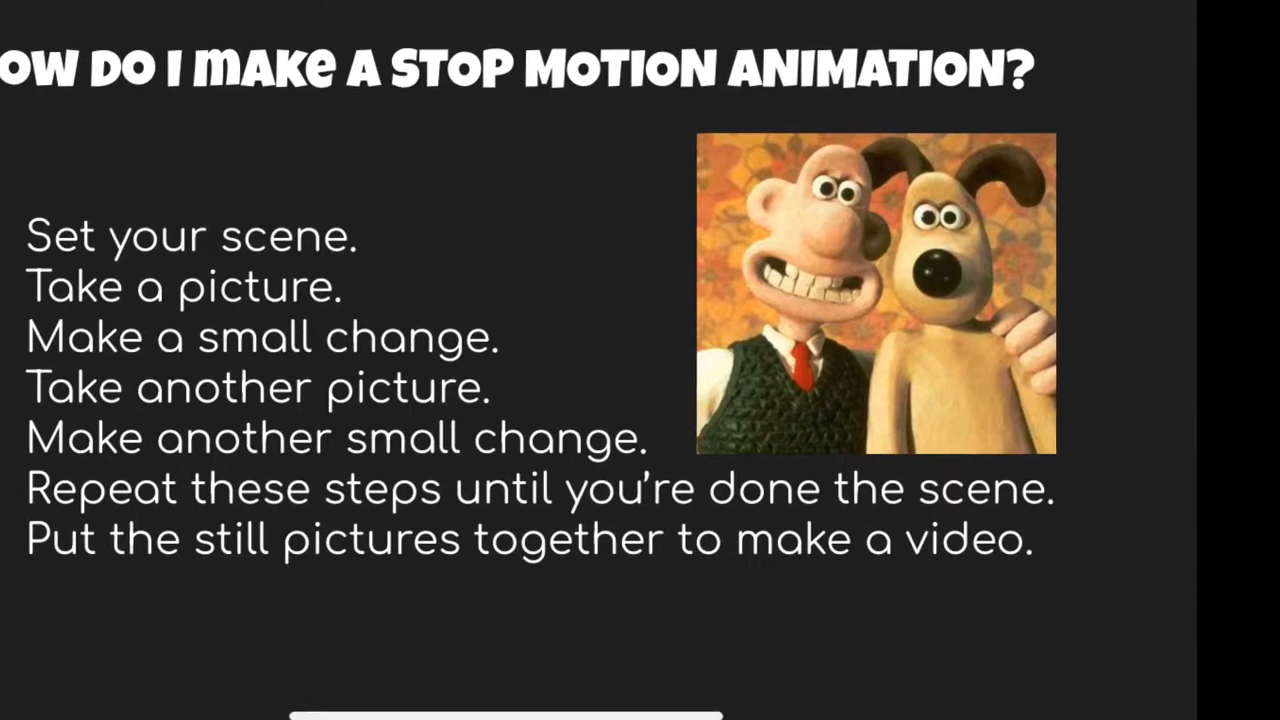 OW DO I MAKE A STOP MOTION ANIMATION?
Set your scene.
Take a picture.
Make a small change.
Take another picture.
Make another small change.
Repeat these steps until you’re done the scene.
Put the still pictures together to make a video.